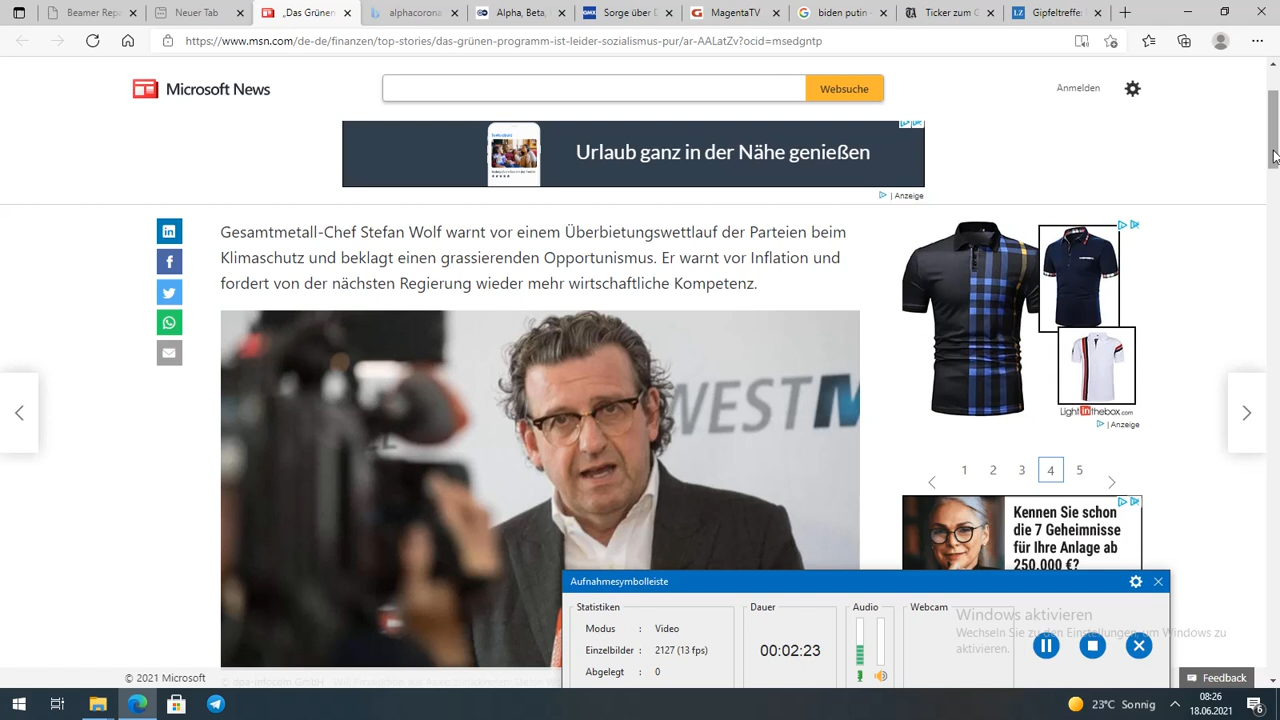 Beamer Repa
Neuer Tab
„Das Grünen
alphacorona
Alpha, Beta,
Sorge über D
MagentaTV
biden putin -
Ticker zum C
Gipfeltreffen
https://www.msn.com/de-de/finanzen/top-stories/das-grünen-programm-ist-leider-sozialismus-pur/ar-AALatZv?ocid=msedgntp
Microsoft News
Websuche
Anmelden
Urlaub ganz in der Nähe genießen
| Anzeige
Gesamtmetall-Chef Stefan Wolf warnt vor einem Überbietungswettlauf der Parteien beim
Klimaschutz und beklagt einen grassierenden Opportunismus. Er warnt vor Inflation und
fordert von der nächsten Regierung wieder mehr wirtschaftliche Kompetenz.
WESTM
Lightinthebox.com
| Anzeige
1 2 3 4 5
Kennen Sie schon
die 7 Geheimnisse
für Ihre Anlage ab
250.000 €?
Aufnahmesymbolleiste
Statistiken
Modus : Video
Einzelbilder : 2127 (13 fps)
Abgelegt : 0
Dauer
00:02:23
Audio
Webcam
Windows aktivieren
Wechseln Sie zu den Einstellungen, um Windows zu
aktivieren.
© 2021 Microsoft
© dpa-infocom GmbH
Feedback
23°C Sonnig
08:26
18.06.2021
6